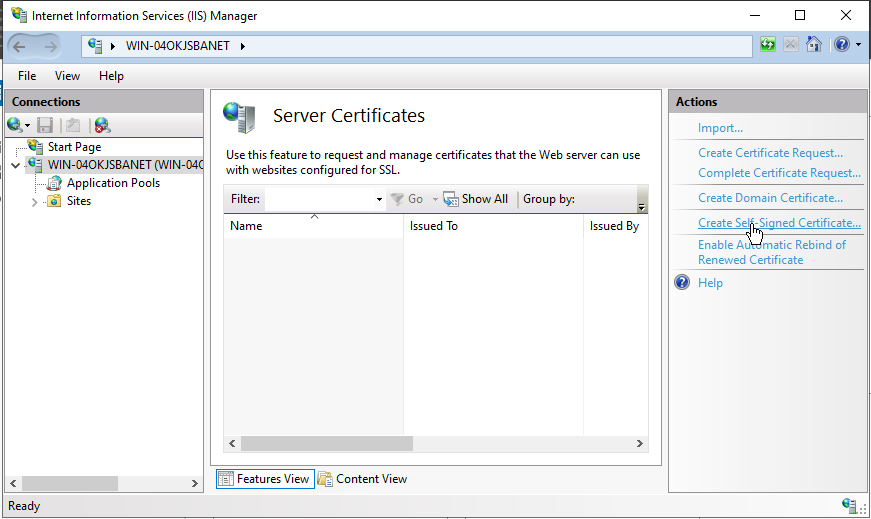 Internet Information Services (IIS) Manager
WIN-04OKJSBANET
File View Help
Connections
Start Page
WIN-04OKJSBANET (WIN-04O
Application Pools
Sites
Server Certificates
Use this feature to request and manage certificates that the Web server can use
with websites configured for SSL.
Filter: Go Show All Group by:
Name Issued To Issued By
Features View Content View
Actions
Import...
Create Certificate Request...
Complete Certificate Request...
Create Domain Certificate...
Create Self-Signed Certificate...
Enable Automatic Rebind of
Renewed Certificate
Help
Ready